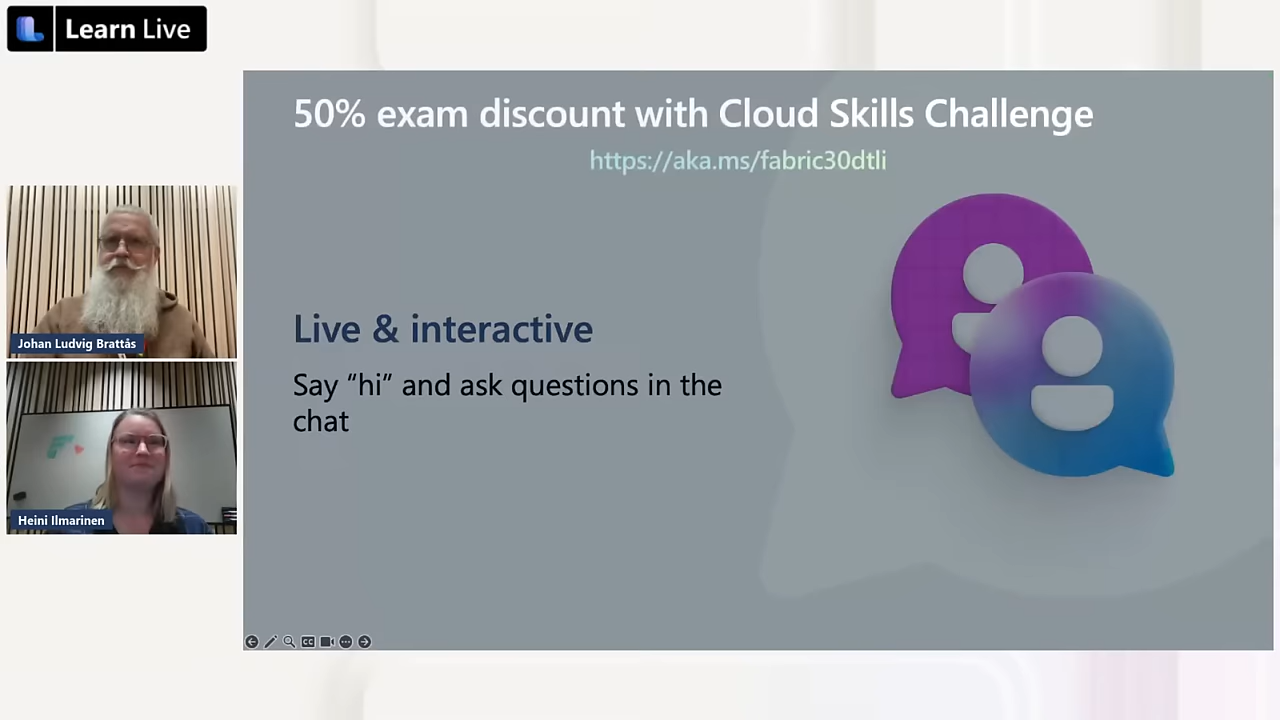 Learn Live
50% exam discount with Cloud Skills Challenge
https://aka.ms/fabric30dtli
Live & interactive
Say “hi” and ask questions in the
chat
Johan Ludvig Brattås
Heini Ilmarinen
CC